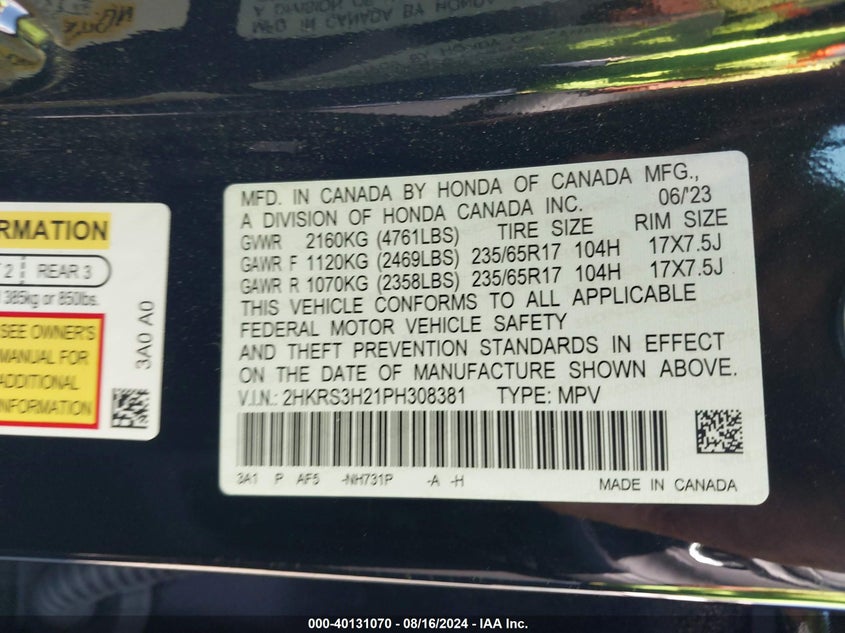 MFD. IN CANADA BY HONDA OF CANADA MFG.,
A DIVISION OF HONDA CANADA INC. 06/'23
GVWR 2160KG (4761LBS) TIRE SIZE RIM SIZE
GAWR F 1120KG (2469LBS) 235/65R17 104H 17X7.5J
GAWR R 1070KG (2358LBS) 235/65R17 104H 17X7.5J
THIS VEHICLE CONFORMS TO ALL APPLICABLE
FEDERAL MOTOR VEHICLE SAFETY
AND THEFT PREVENTION STANDARDS IN EFFECT
ON THE DATE OF MANUFACTURE SHOWN ABOVE.
V.I.N.: 2HKRS3H21PH308381 TYPE: MPV
3A1 P AF5 -NH731P -A -H MADE IN CANADA
RMATION
2 REAR 3
385kg or 850lbs.
SEE OWNER'S
MANUAL FOR
ADDITIONAL
INFORMATION
3A0 A0
000-40131070 - 08/16/2024 - IAA Inc.